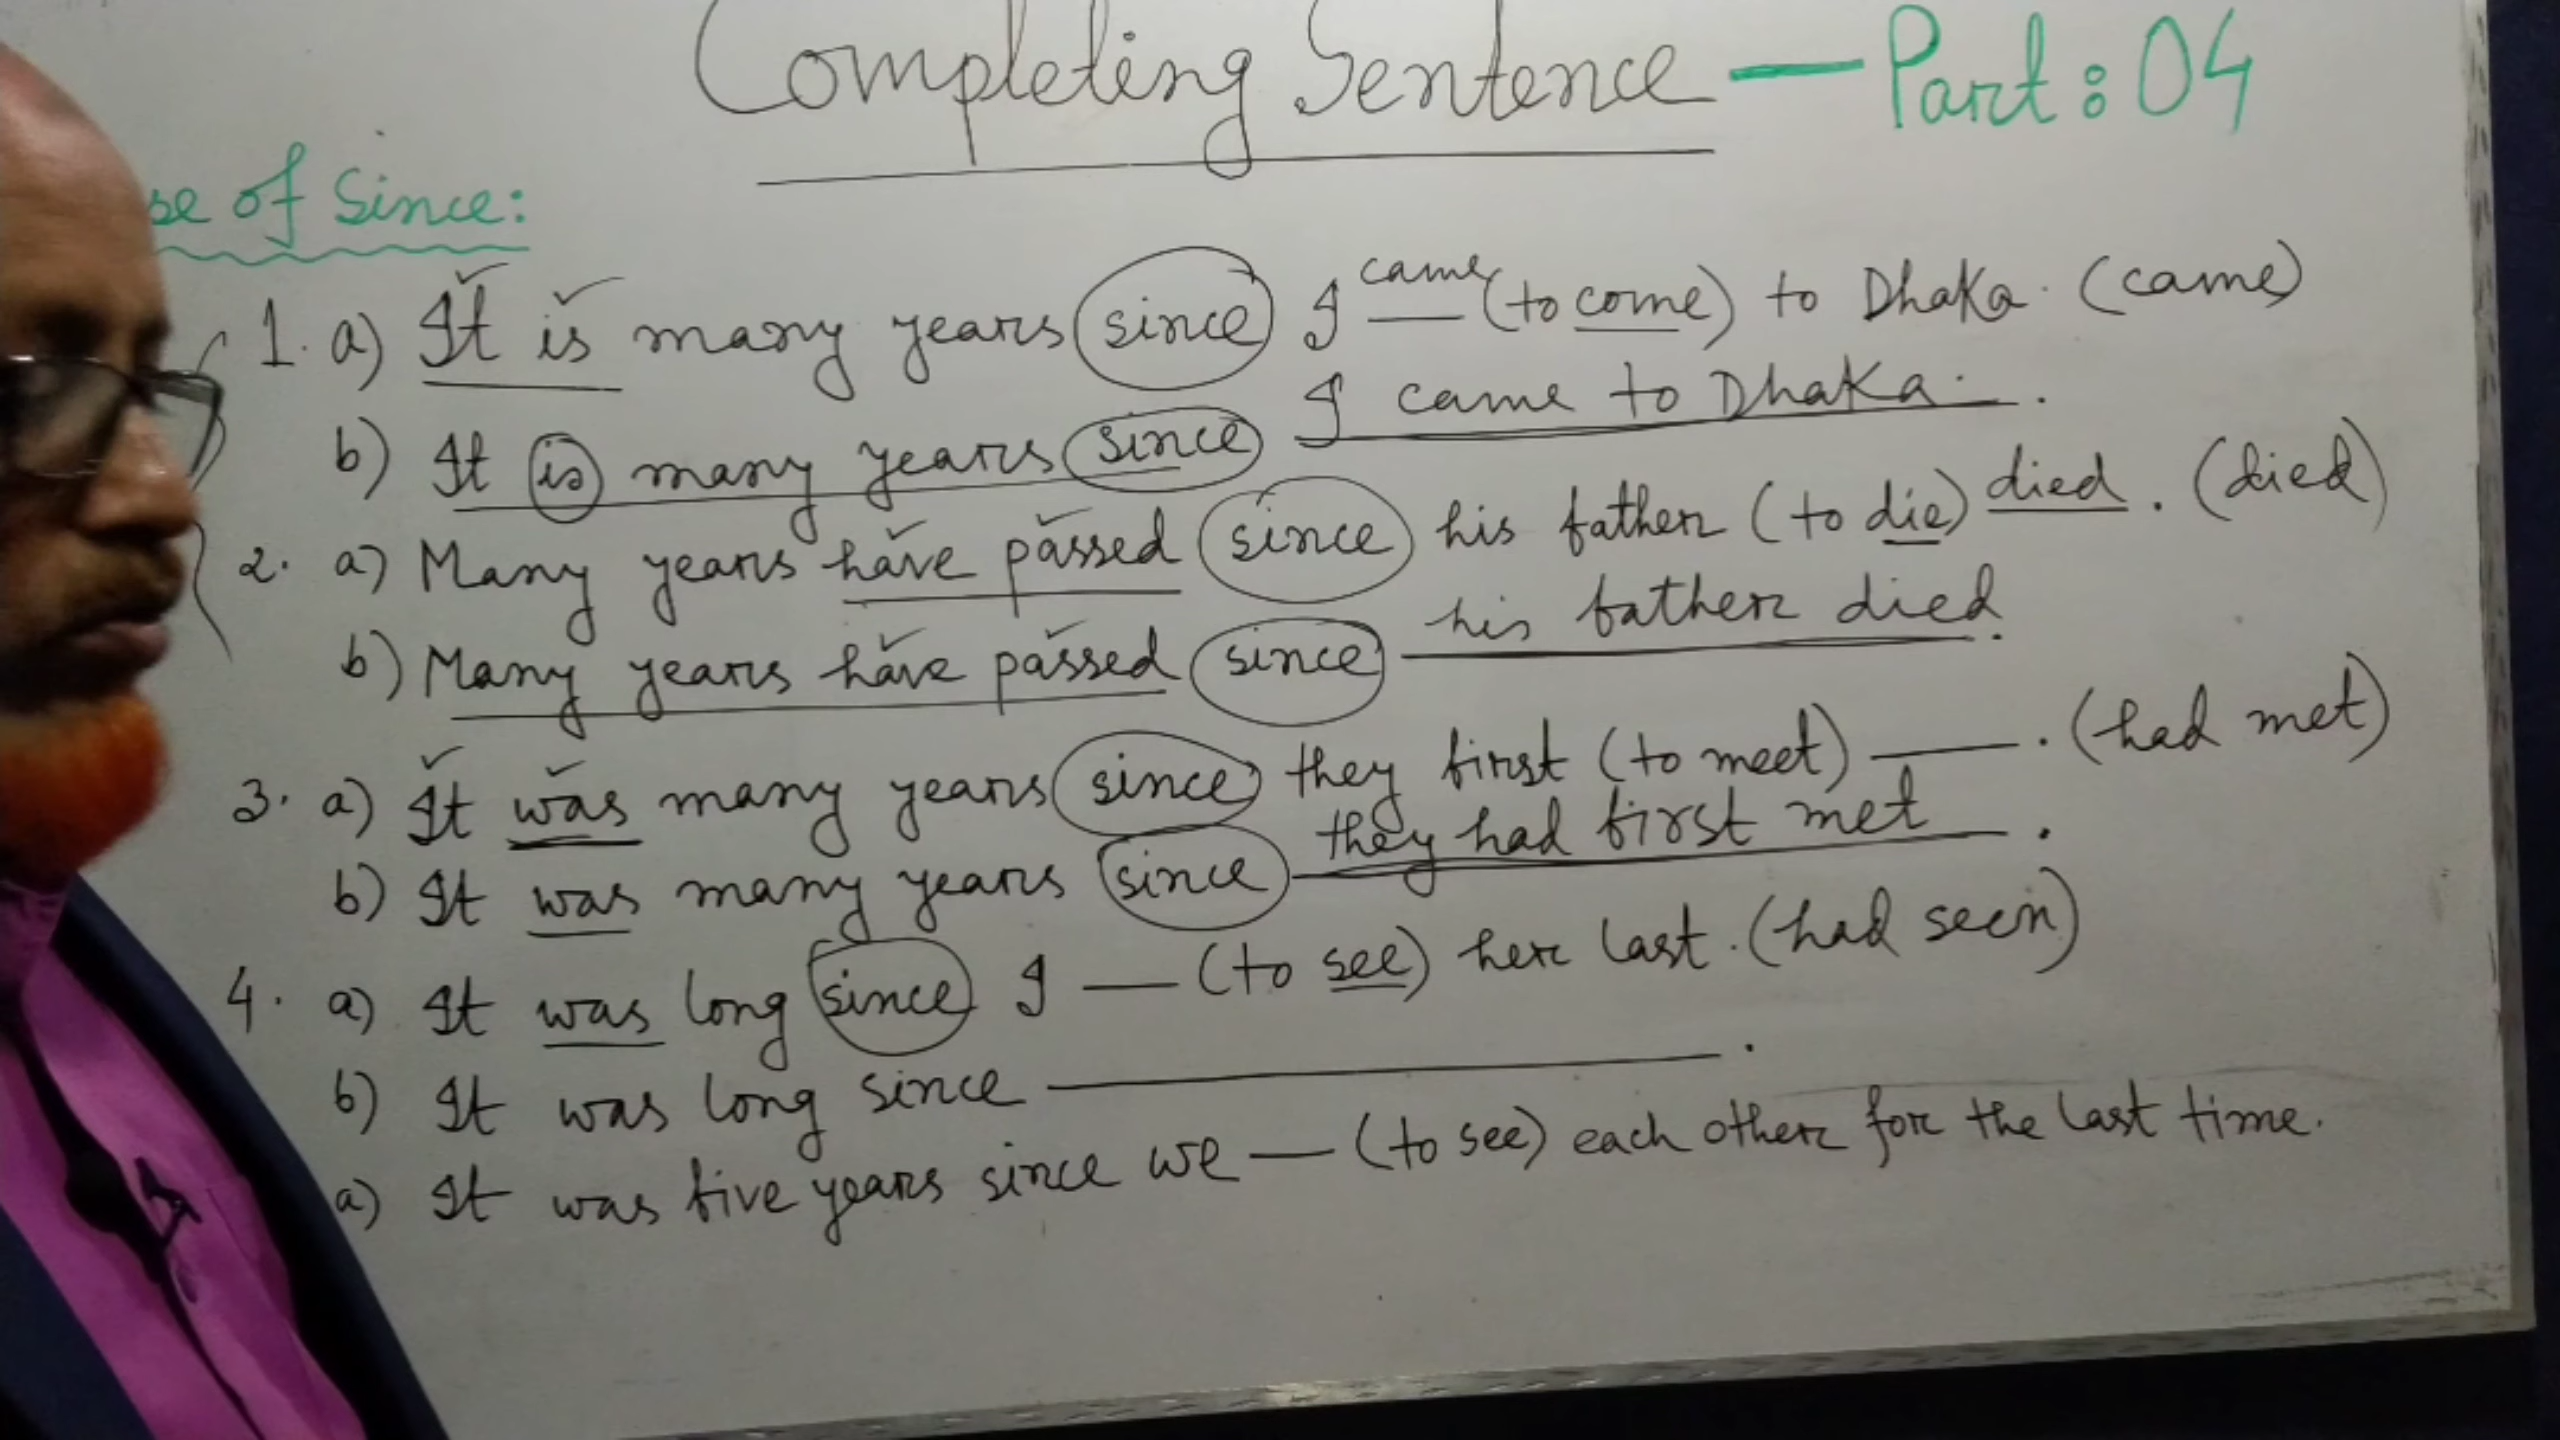 Completing Sentence — Part: 04
se of Since:
1. a) It is many years since I came (to come) to Dhaka. (came)
b) It is many years since I came to Dhaka.
2. a) Many years have passed since his father (to die) died. (died)
b) Many years have passed since his father died.
3. a) It was many years since they first (to meet) ___. (had met)
b) It was many years since they had first met.
4. a) It was long since I ___ (to see) her last. (had seen)
b) It was long since ___.
a) It was five years since we ___ (to see) each other for the last time.